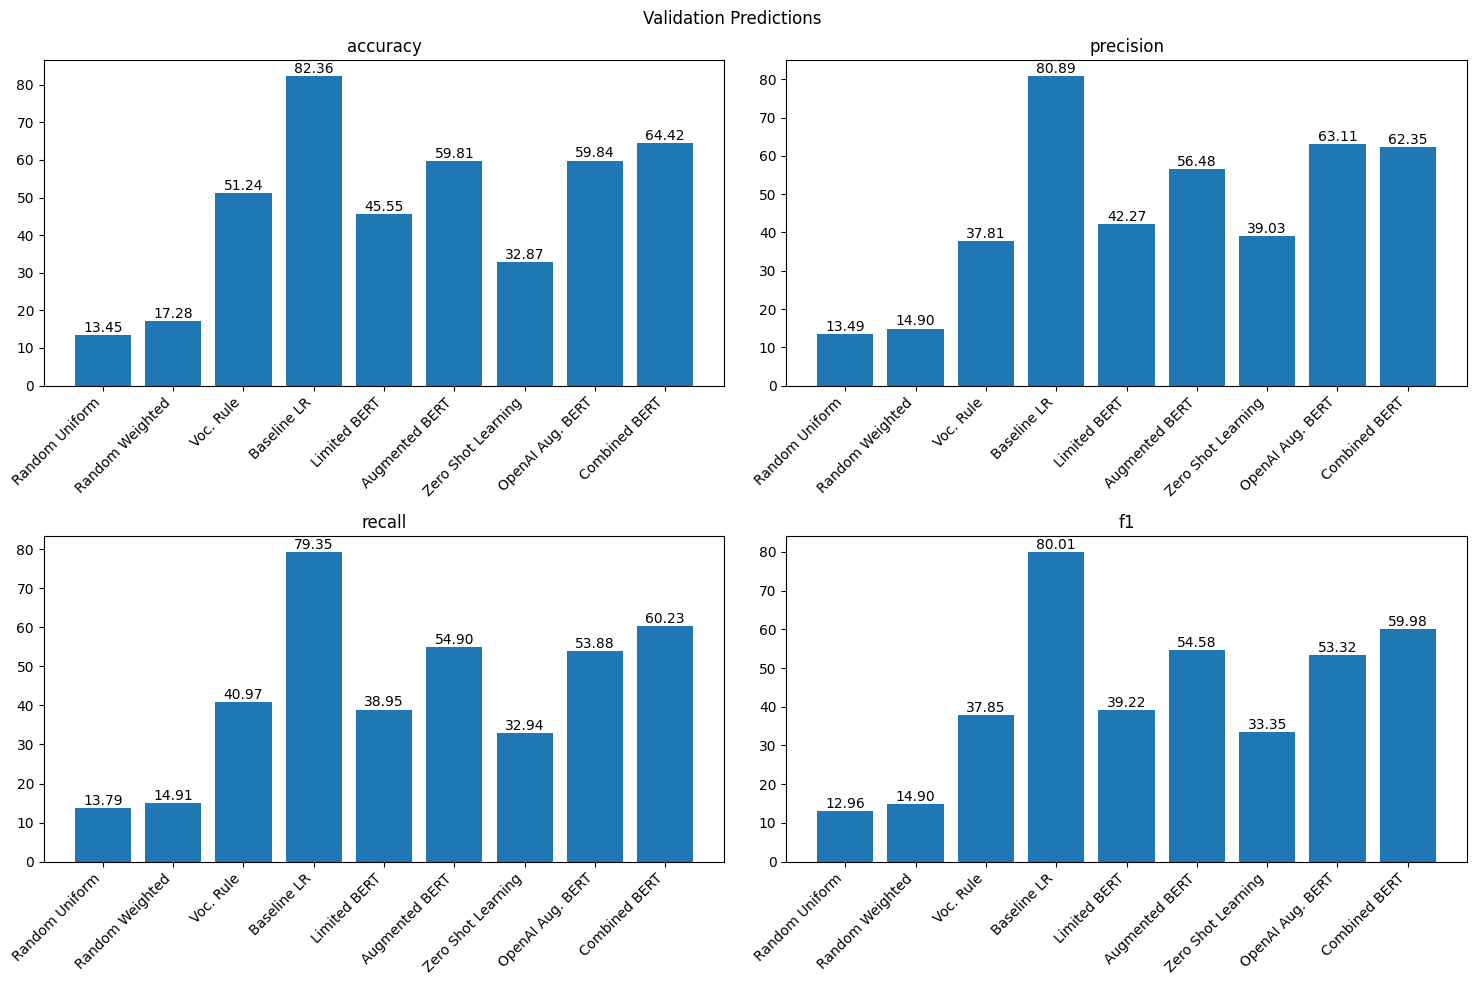 Validation Predictions
accuracy
80
70
60
50
40
30
20
10
0
13.45
17.28
51.24
82.36
45.55
59.81
32.87
59.84
64.42
Random Uniform
Random Weighted
Voc. Rule
Baseline LR
Limited BERT
Augmented BERT
Zero Shot Learning
OpenAI Aug. BERT
Combined BERT
precision
80
70
60
50
40
30
20
10
0
13.49
14.90
37.81
80.89
42.27
56.48
39.03
63.11
62.35
Random Uniform
Random Weighted
Voc. Rule
Baseline LR
Limited BERT
Augmented BERT
Zero Shot Learning
OpenAI Aug. BERT
Combined BERT
recall
80
70
60
50
40
30
20
10
0
13.79
14.91
40.97
79.35
38.95
54.90
32.94
53.88
60.23
Random Uniform
Random Weighted
Voc. Rule
Baseline LR
Limited BERT
Augmented BERT
Zero Shot Learning
OpenAI Aug. BERT
Combined BERT
f1
80
70
60
50
40
30
20
10
0
12.96
14.90
37.85
80.01
39.22
54.58
33.35
53.32
59.98
Random Uniform
Random Weighted
Voc. Rule
Baseline LR
Limited BERT
Augmented BERT
Zero Shot Learning
OpenAI Aug. BERT
Combined BERT